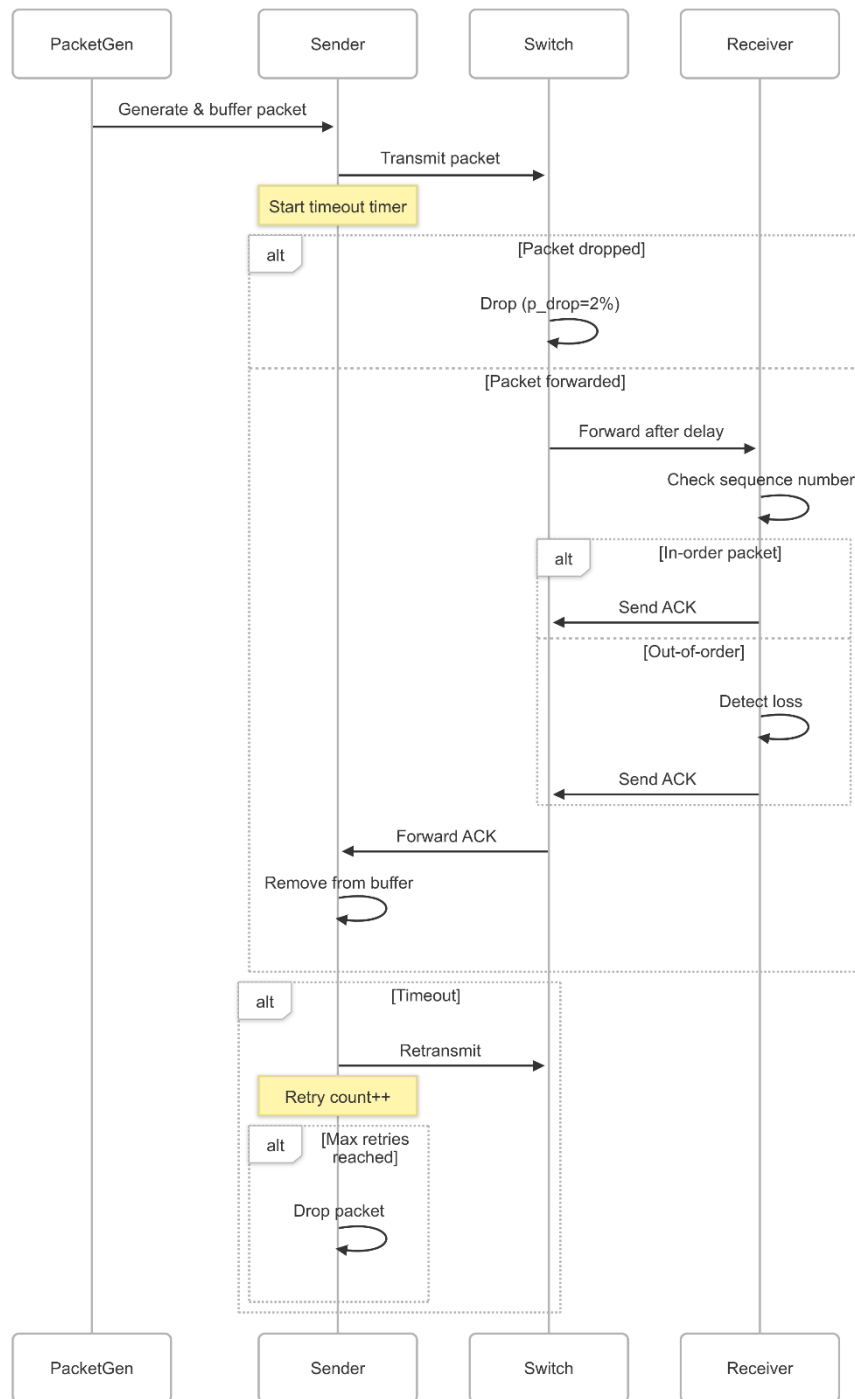 PacketGen
Sender
Switch
Receiver
Generate & buffer packet
Transmit packet
Start timeout timer
alt
[Packet dropped]
Drop (p_drop=2%)
[Packet forwarded]
Forward after delay
Check sequence number
alt
[In-order packet]
Send ACK
[Out-of-order]
Detect loss
Send ACK
Forward ACK
Remove from buffer
alt
[Timeout]
Retransmit
Retry count++
alt
[Max retries
reached]
Drop packet
PacketGen
Sender
Switch
Receiver